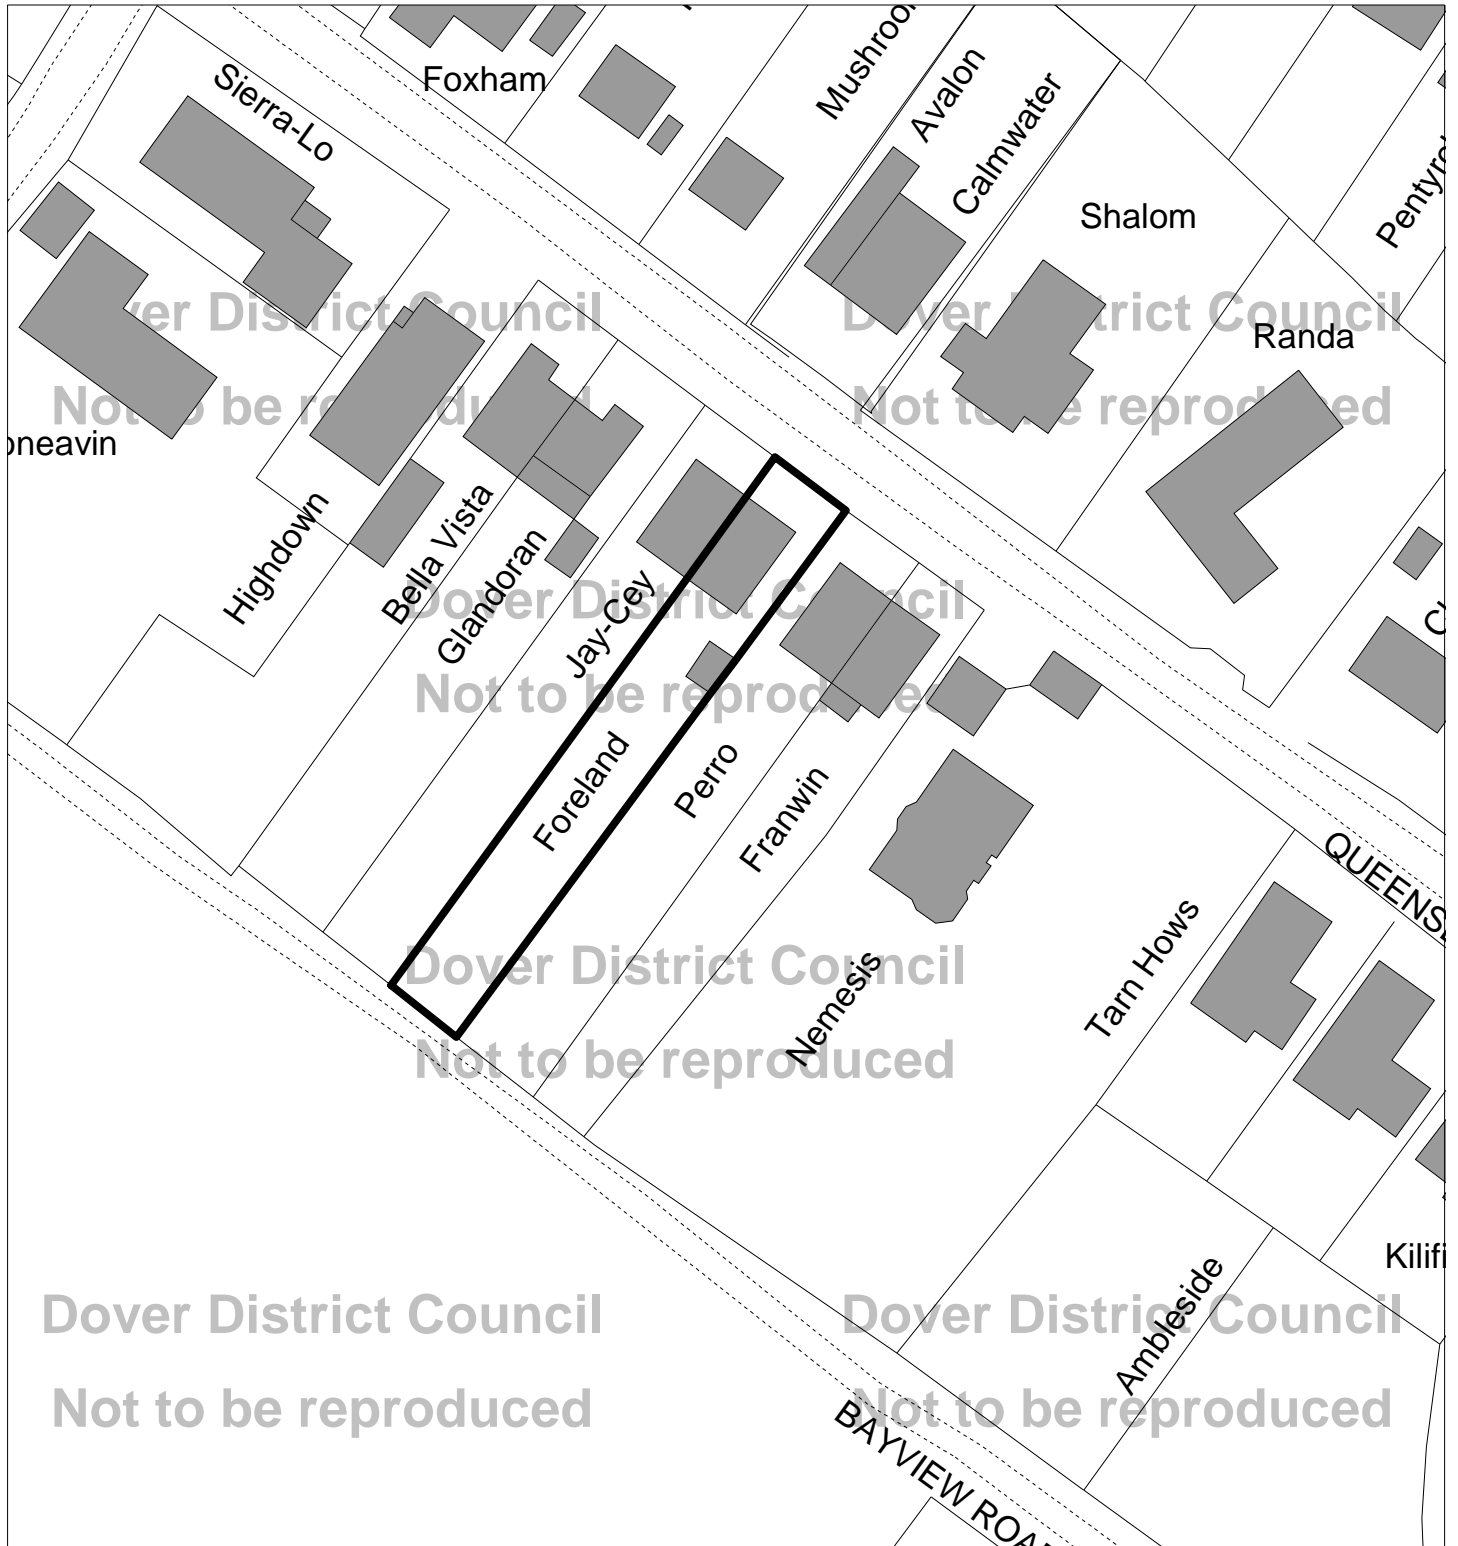 Foxham
Sierra-Lo
Avalon
Calmwater
Shalom
Randa
Dover District Council
Dover District Council
Not to be reproduced
Not to be reproduced
Highdown
Bella Vista
Glandoran
Jay-Cey
Dover District Council
Not to be reproduced
Foreland
Perro
Franwin
Nemesis
Tarn Hows
Dover District Council
Not to be reproduced
Kilifi
Ambleside
Dover District Council
Dover District Council
Not to be reproduced
Not to be reproduced
BAYVIEW